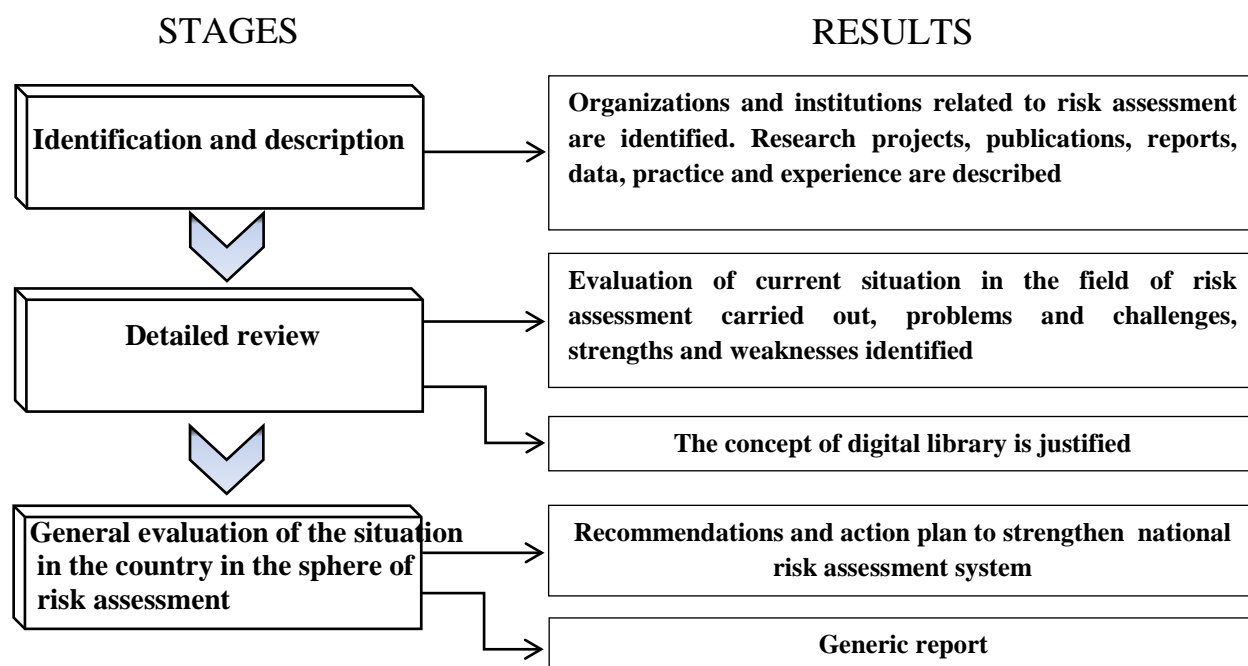 STAGES
RESULTS
Identification and description
Organizations and institutions related to risk assessment
are identified. Research projects, publications, reports,
data, practice and experience are described
Detailed review
Evaluation of current situation in the field of risk
assessment carried out, problems and challenges,
strengths and weaknesses identified
The concept of digital library is justified
General evaluation of the situation
in the country in the sphere of
risk assessment
Recommendations and action plan to strengthen national
risk assessment system
Generic report